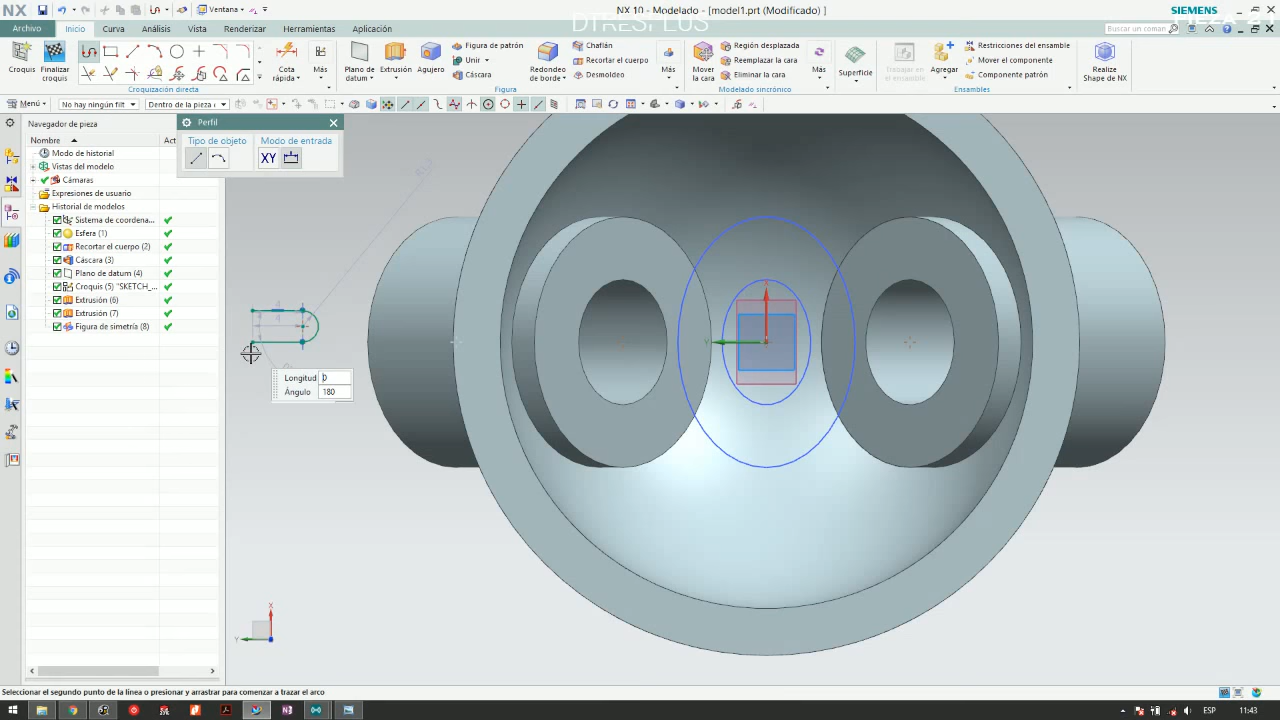 NX
Ventana
NX 10 - Modelado - [model1.prt (Modificado) ]
DTRESPLUS
SIEMENS
Archivo
Inicio
Curva
Análisis
Vista
Renderizar
Herramientas
Aplicación
Buscar un coman
Croquis
Finalizar croquis
Cota rápida
Más
Croquización directa
Plano de datum
Extrusión
Agujero
Figura de patrón
Unir
Cáscara
Redondeo de borde
Chaflán
Recortar el cuerpo
Desmoldeo
Más
Figura
Mover la cara
Región desplazada
Reemplazar la cara
Eliminar la cara
Más
Modelado sincrónico
Superficie
Trabajar en el ensamble
Agregar
Restricciones del ensamble
Mover el componente
Componente patrón
Ensambles
Realize Shape de NX
Menú
No hay ningún filt
Dentro de la pieza
Navegador de pieza
Nombre
Act
Modo de historial
Vistas del modelo
Cámaras
Expresiones de usuario
Historial de modelos
Sistema de coordena...
Esfera (1)
Recortar el cuerpo (2)
Cáscara (3)
Plano de datum (4)
Croquis (5) "SKETCH_...
Extrusión (6)
Extrusión (7)
Figura de simetría (8)
Perfil
Tipo de objeto
Modo de entrada
XY
Longitud 0
Ángulo 180
X
Y
X
Y
Seleccionar el segundo punto de la línea o presionar y arrastrar para comenzar a trazar el arco
ESP
11:43